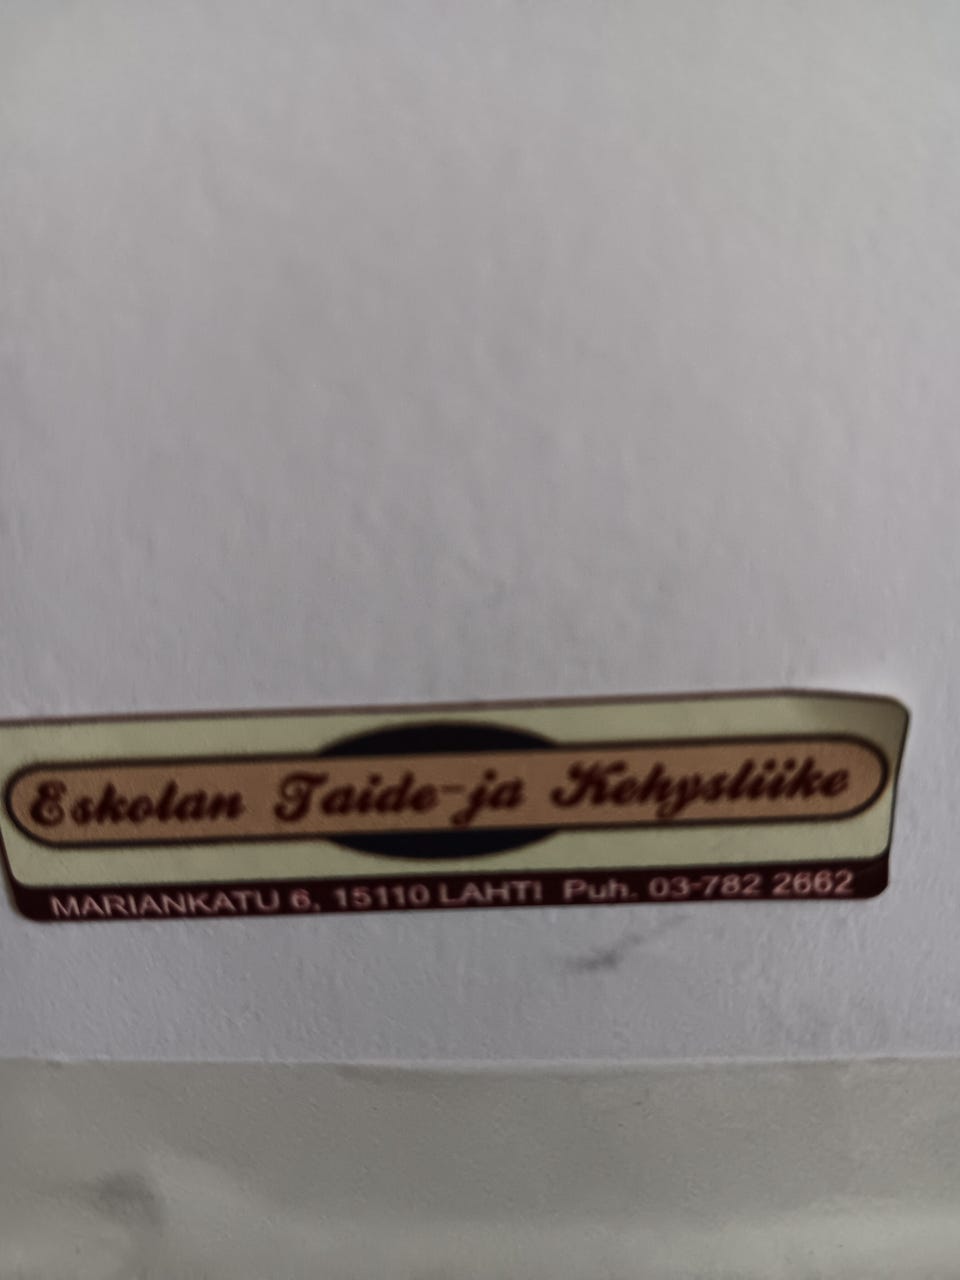 Eskolan Taide-ja Kehysliike
MARIANKATU 6, 15110 LAHTI Puh. 03-782 2662